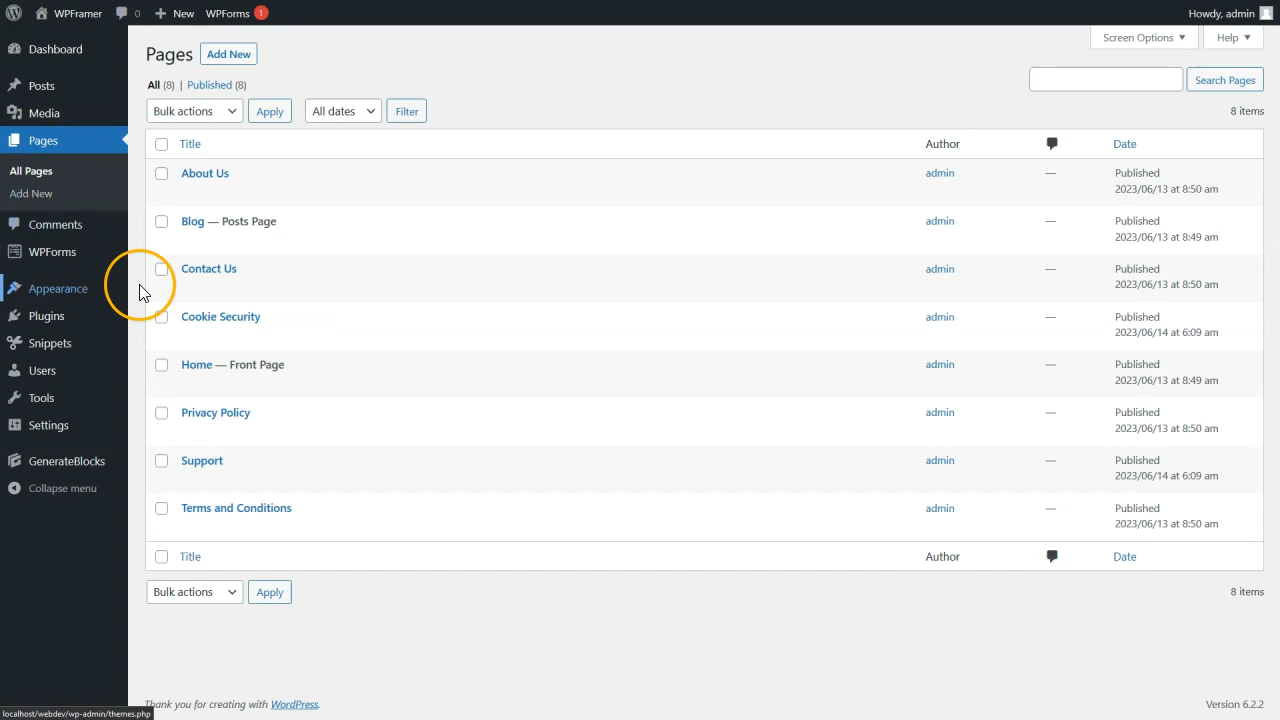 WPFramer 0 New WPForms 1 Howdy, admin
Screen Options Help
Dashboard
Posts
Media
Pages
All Pages
Add New
Comments
WPForms
Appearance
Plugins
Snippets
Users
Tools
Settings
GenerateBlocks
Collapse menu
Pages Add New
All (8) | Published (8)
Search Pages
Bulk actions Apply All dates Filter 8 items
Title Author Date
About Us admin — Published
2023/06/13 at 8:50 am
Blog — Posts Page admin — Published
2023/06/13 at 8:49 am
Contact Us admin — Published
2023/06/13 at 8:50 am
Cookie Security admin — Published
2023/06/14 at 6:09 am
Home — Front Page admin — Published
2023/06/13 at 8:49 am
Privacy Policy admin — Published
2023/06/13 at 8:50 am
Support admin — Published
2023/06/14 at 6:09 am
Terms and Conditions admin — Published
2023/06/13 at 8:50 am
Title Author Date
Bulk actions Apply 8 items
Thank you for creating with WordPress. Version 6.2.2
localhost/webdev/wp-admin/themes.php